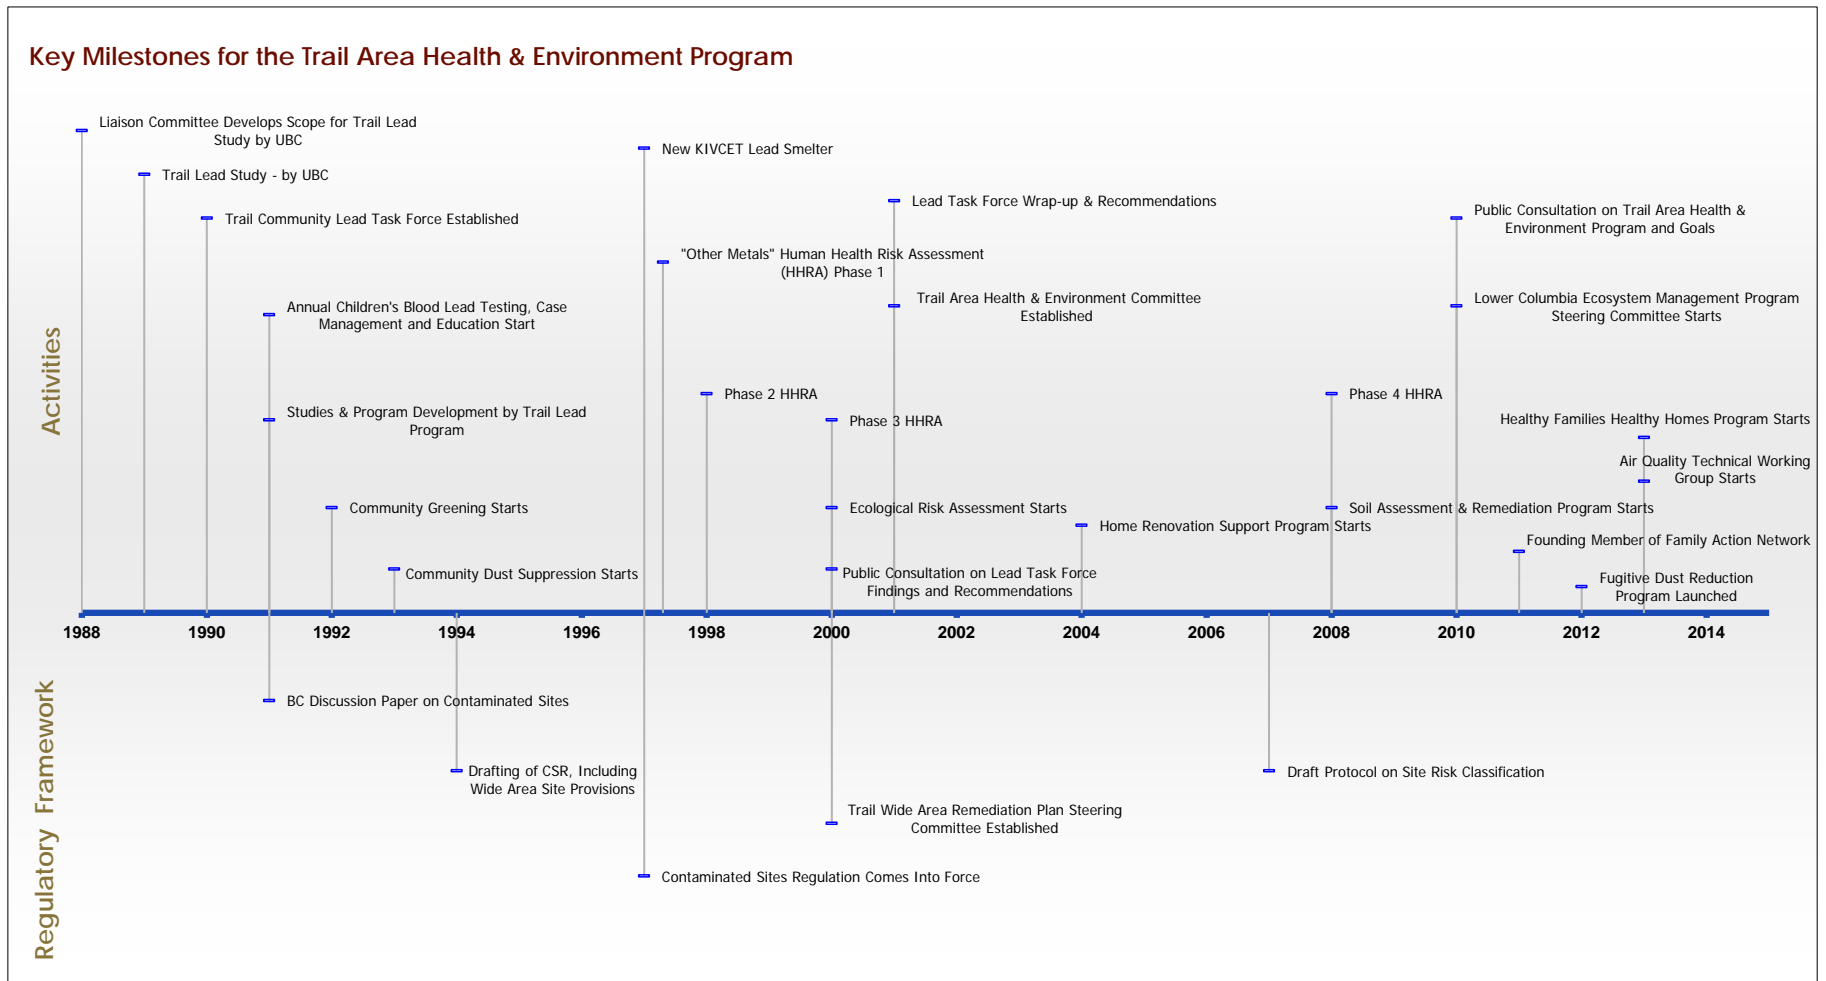 Key Milestones for the Trail Area Health & Environment Program
Activities
Liaison Committee Develops Scope for Trail Lead
Study by UBC
Trail Lead Study - by UBC
Trail Community Lead Task Force Established
Annual Children's Blood Lead Testing, Case
Management and Education Start
Studies & Program Development by Trail Lead
Program
Community Greening Starts
Community Dust Suppression Starts
New KIVCET Lead Smelter
"Other Metals" Human Health Risk Assessment
(HHRA) Phase 1
Phase 2 HHRA
Lead Task Force Wrap-up & Recommendations
Trail Area Health & Environment Committee
Established
Phase 3 HHRA
Ecological Risk Assessment Starts
Public Consultation on Lead Task Force
Findings and Recommendations
Home Renovation Support Program Starts
Phase 4 HHRA
Soil Assessment & Remediation Program Starts
Public Consultation on Trail Area Health &
Environment Program and Goals
Lower Columbia Ecosystem Management Program
Steering Committee Starts
Healthy Families Healthy Homes Program Starts
Air Quality Technical Working
Group Starts
Founding Member of Family Action Network
Fugitive Dust Reduction
Program Launched
1988 1990 1992 1994 1996 1998 2000 2002 2004 2006 2008 2010 2012 2014
Regulatory Framework
BC Discussion Paper on Contaminated Sites
Drafting of CSR, Including
Wide Area Site Provisions
Trail Wide Area Remediation Plan Steering
Committee Established
Contaminated Sites Regulation Comes Into Force
Draft Protocol on Site Risk Classification